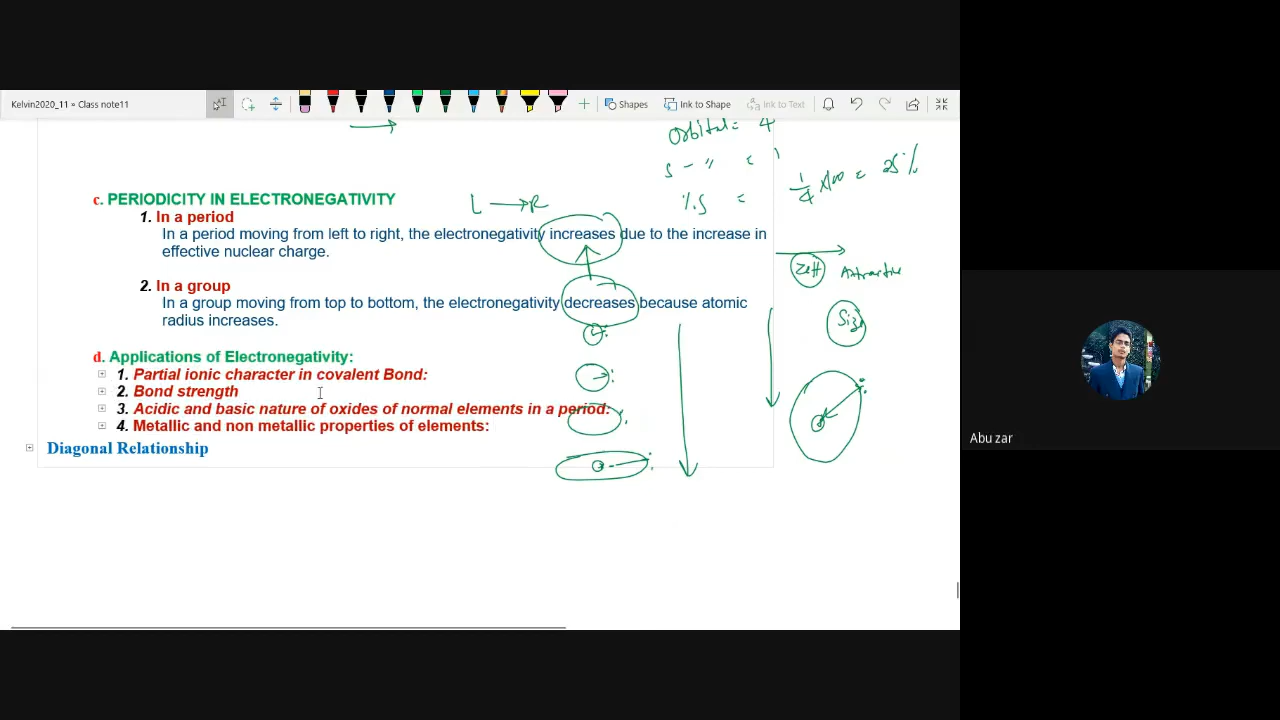 Kelvin2020_11 » Class note11
Shapes
Ink to Shape
Ink to Text
Orbital = 4
S - " = 1
%S = 1/4 x100 = 25%
c. PERIODICITY IN ELECTRONEGATIVITY
L → R
1. In a period
In a period moving from left to right, the electronegativity increases due to the increase in
effective nuclear charge.
Zeff
2. In a group
In a group moving from top to bottom, the electronegativity decreases because atomic
radius increases.
Size
d. Applications of Electronegativity:
1. Partial ionic character in covalent Bond:
2. Bond strength
3. Acidic and basic nature of oxides of normal elements in a period:
4. Metallic and non metallic properties of elements:
Diagonal Relationship
Abu zar